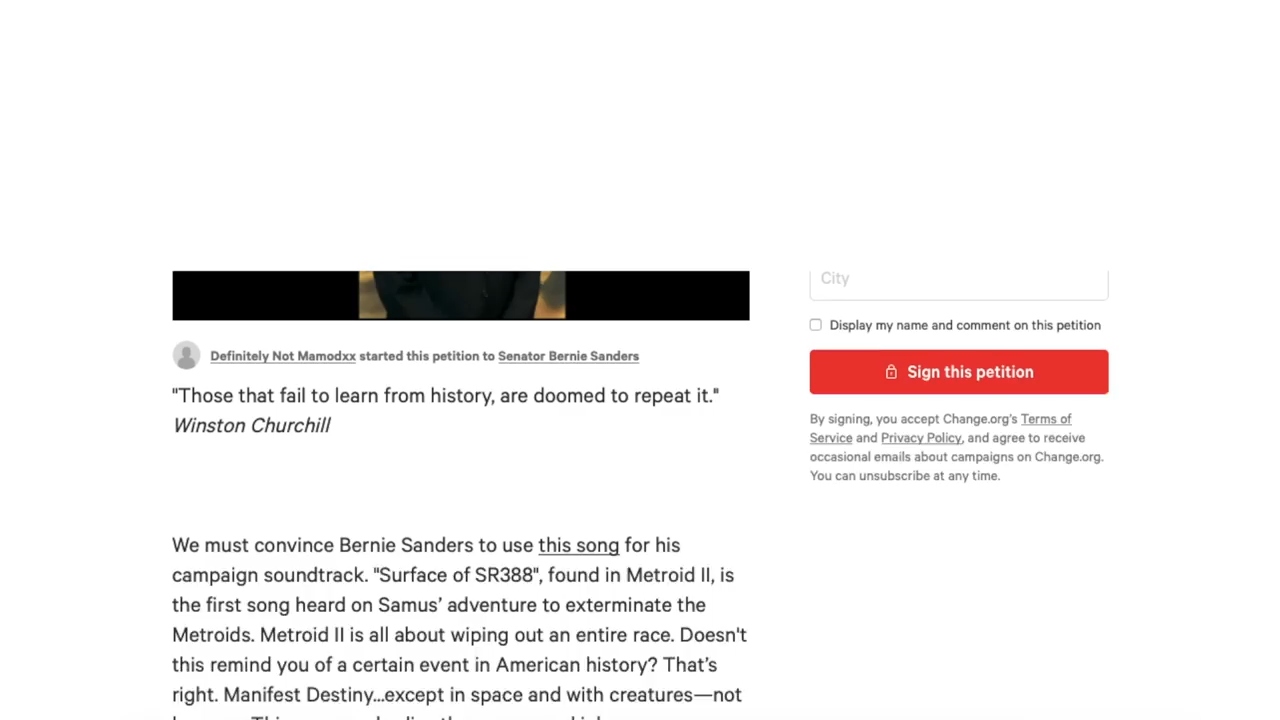 Definitely Not Mamodxx started this petition to Senator Bernie Sanders
"Those that fail to learn from history, are doomed to repeat it."
Winston Churchill
We must convince Bernie Sanders to use this song for his
campaign soundtrack. "Surface of SR388", found in Metroid II, is
the first song heard on Samus’ adventure to exterminate the
Metroids. Metroid II is all about wiping out an entire race. Doesn't
this remind you of a certain event in American history? That’s
right. Manifest Destiny...except in space and with creatures—not
City
Display my name and comment on this petition
Sign this petition
By signing, you accept Change.org’s Terms of
Service and Privacy Policy, and agree to receive
occasional emails about campaigns on Change.org.
You can unsubscribe at any time.